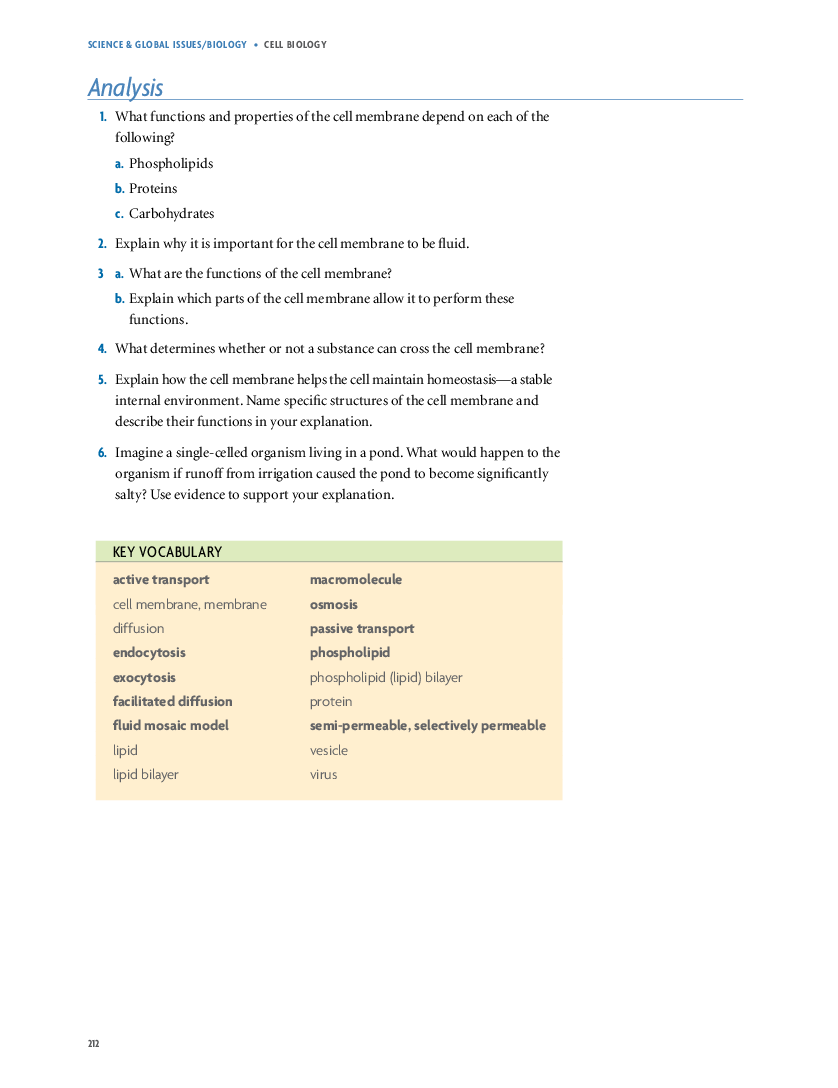 SCIENCE & GLOBAL ISSUES/BIOLOGY • CELL BIOLOGY
Analysis
1. What functions and properties of the cell membrane depend on each of the
following?
a. Phospholipids
b. Proteins
c. Carbohydrates
2. Explain why it is important for the cell membrane to be fluid.
3 a. What are the functions of the cell membrane?
b. Explain which parts of the cell membrane allow it to perform these
functions.
4. What determines whether or not a substance can cross the cell membrane?
5. Explain how the cell membrane helps the cell maintain homeostasis—a stable
internal environment. Name specific structures of the cell membrane and
describe their functions in your explanation.
6. Imagine a single-celled organism living in a pond. What would happen to the
organism if runoff from irrigation caused the pond to become significantly
salty? Use evidence to support your explanation.
KEY VOCABULARY
active transport
cell membrane, membrane
diffusion
endocytosis
exocytosis
facilitated diffusion
fluid mosaic model
lipid
lipid bilayer
macromolecule
osmosis
passive transport
phospholipid
phospholipid (lipid) bilayer
protein
semi-permeable, selectively permeable
vesicle
virus
212